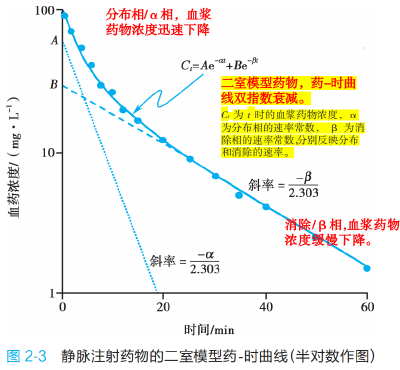 分布相/α相，血浆
药物浓度迅速下降
100
A
B
10
1
血药浓度/(mg·L⁻¹)
Cₜ=Ae⁻ᵅᵗ+Be⁻ᵝᵗ
二室模型药物，药–时曲
线双指数衰减。
Cₜ为 t 时的血浆药物浓度，α
为分布相的速率常数，β 为消
除相的速率常数,分别反映分布
和消除的速率。
斜率=-β/2.303
消除/β相,血浆药物
浓度缓慢下降。
斜率=-α/2.303
0 20 40 60
时间/min
图 2-3 静脉注射药物的二室模型药-时曲线(半对数作图)